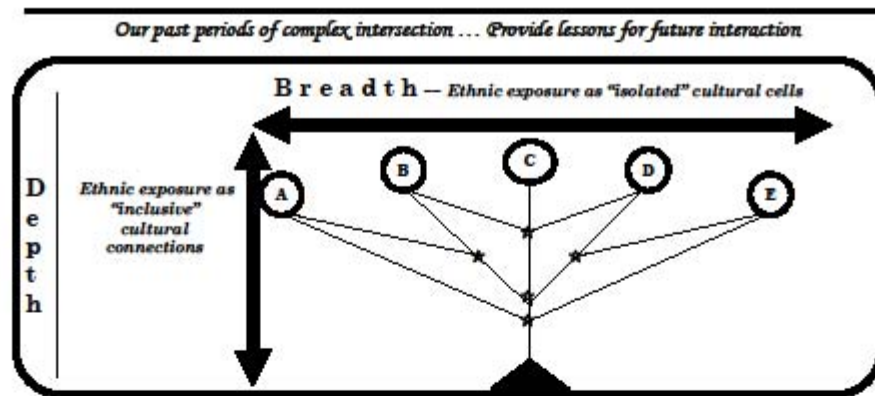 Our past periods of complex intersection ... Provide lessons for future interaction
Breadth — Ethnic exposure as “isolated” cultural cells
Depth
Ethnic exposure as
“inclusive”
cultural
connections
A
B
C
D
E